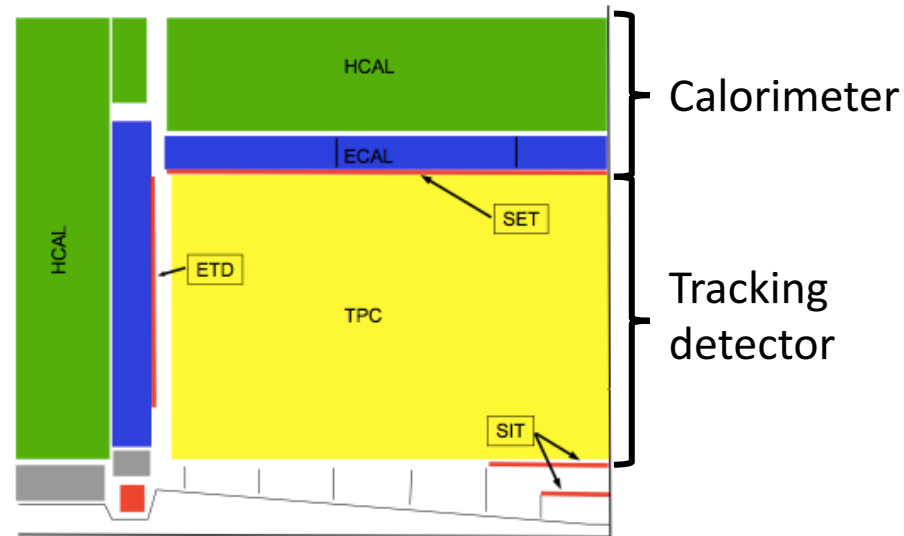 HCAL
Calorimeter
ECAL
SET
HCAL
ETD
TPC
Tracking
detector
SIT